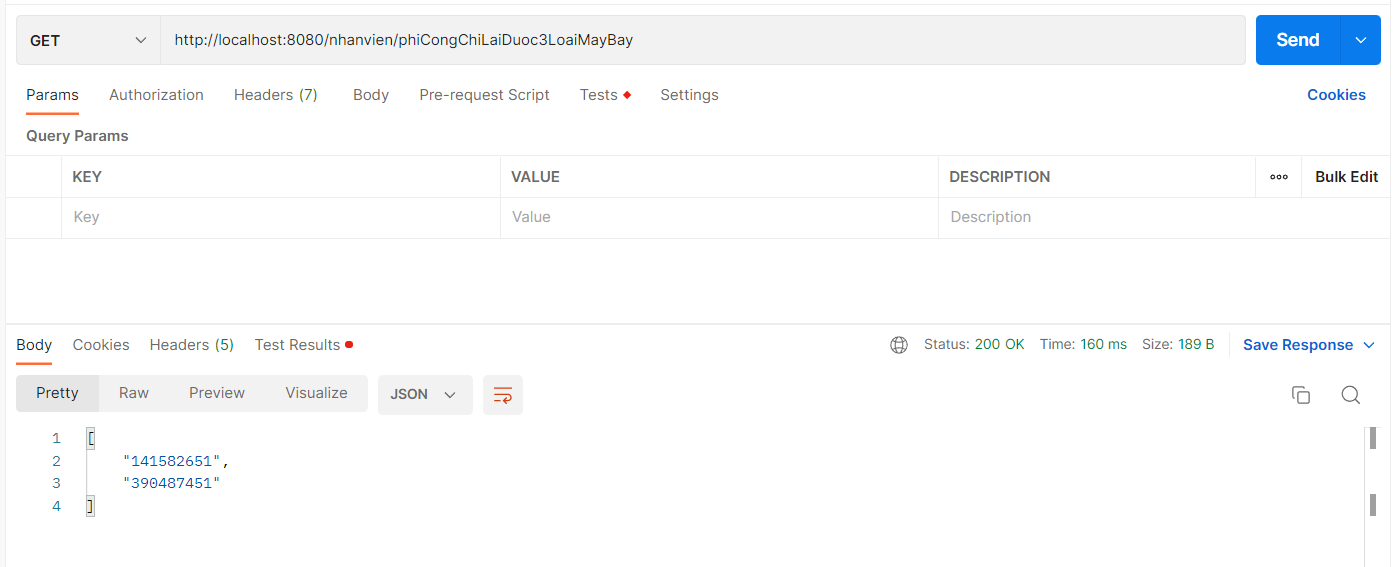 GET http://localhost:8080/nhanvien/phiCongChiLaiDuoc3LoaiMayBay Send
Params Authorization Headers (7) Body Pre-request Script Tests Settings Cookies
Query Params
KEY VALUE DESCRIPTION Bulk Edit
Key Value Description
Body Cookies Headers (5) Test Results Status: 200 OK Time: 160 ms Size: 189 B Save Response
Pretty Raw Preview Visualize JSON
1 [
2 "141582651",
3 "390487451"
4 ]